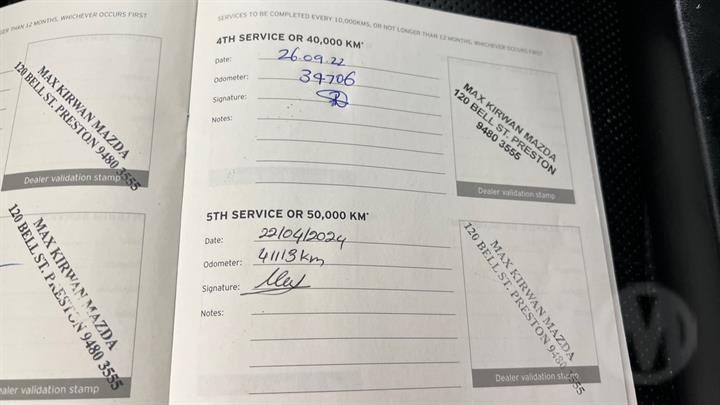 ER THAN 12 MONTHS, WHICHEVER OCCURS FIRST
MAX KIRWAN MAZDA
120 BELL ST. PRESTON 9480 3555
Dealer validation stamp
MAX KIRWAN MAZDA
120 BELL ST. PRESTON 9480 3555
aler validation stamp
SERVICES TO BE COMPLETED EVERY 10,000KMS, OR NOT LONGER THAN 12 MONTHS, WHICHEVER OCCURS FIRST
4TH SERVICE OR 40,000 KM*
Date: 26.09.22
Odometer: 39706
Signature:
Notes:
MAX KIRWAN MAZDA
120 BELL ST. PRESTON
9480 3555
Dealer validation stamp
5TH SERVICE OR 50,000 KM*
Date: 22/04/2024
Odometer: 41113km
Signature:
Notes:
MAX KIRWAN MAZDA
120 BELL ST. PRESTON 9480 3555
Dealer validation stamp